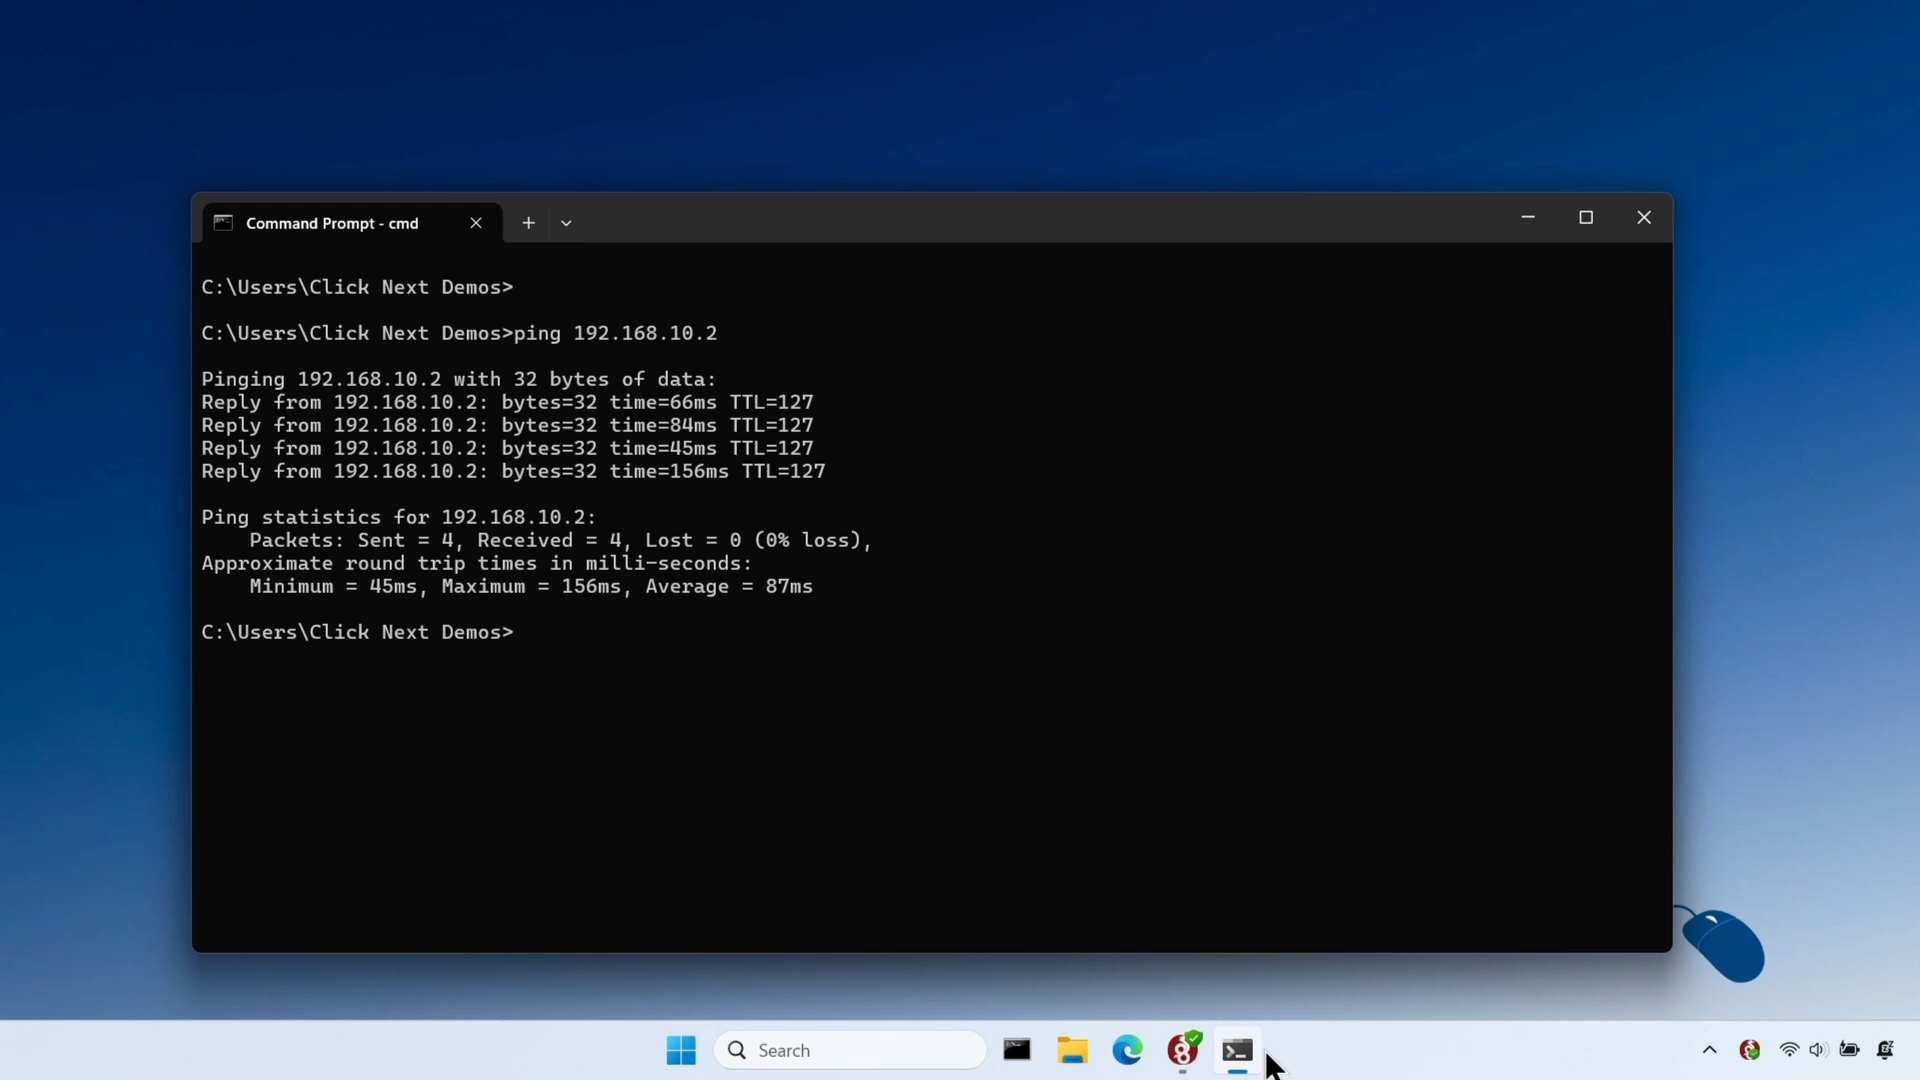 Command Prompt - cmd
C:\Users\Click Next Demos>
C:\Users\Click Next Demos>ping 192.168.10.2
Pinging 192.168.10.2 with 32 bytes of data:
Reply from 192.168.10.2: bytes=32 time=66ms TTL=127
Reply from 192.168.10.2: bytes=32 time=84ms TTL=127
Reply from 192.168.10.2: bytes=32 time=45ms TTL=127
Reply from 192.168.10.2: bytes=32 time=156ms TTL=127
Ping statistics for 192.168.10.2:
    Packets: Sent = 4, Received = 4, Lost = 0 (0% loss),
Approximate round trip times in milli-seconds:
    Minimum = 45ms, Maximum = 156ms, Average = 87ms
C:\Users\Click Next Demos>
Search